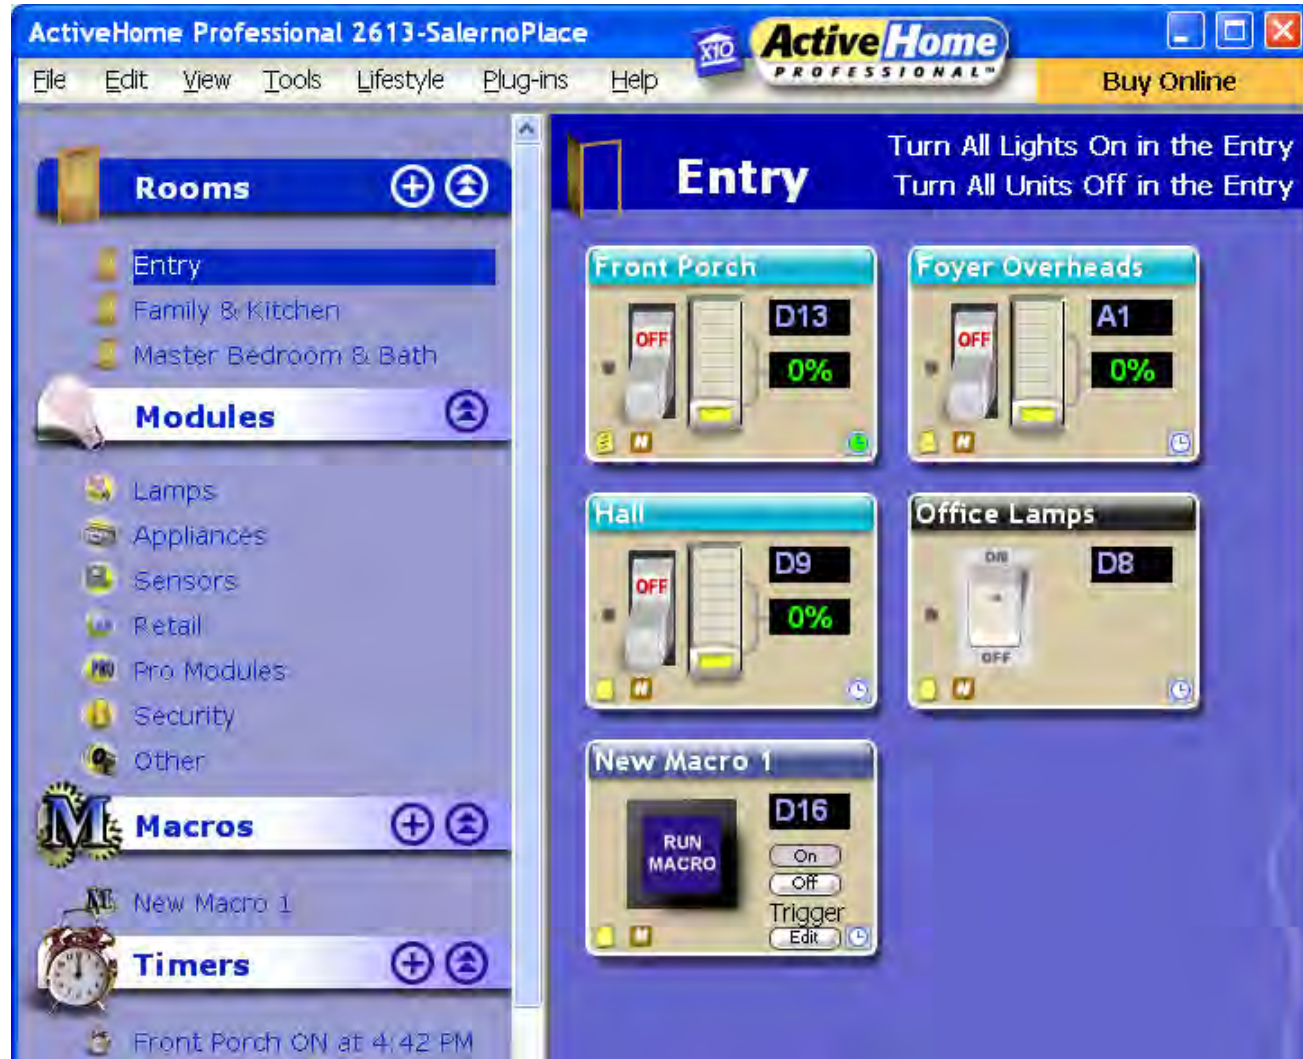 ActiveHome Professional 2613-SalernoPlace
X10 ActiveHome
PROFESSIONAL™
File Edit View Tools Lifestyle Plug-ins Help
Buy Online
Rooms
Entry
Family & Kitchen
Master Bedroom & Bath
Modules
Lamps
Appliances
Sensors
Retail
PRO Pro Modules
Security
Other
M Macros
New Macro 1
Timers
Front Porch ON at 4:42 PM
Entry
Turn All Lights On in the Entry
Turn All Units Off in the Entry
Front Porch
OFF
D13
0%
Foyer Overheads
OFF
A1
0%
Hall
OFF
D9
0%
Office Lamps
ON
OFF
D8
New Macro 1
RUN
MACRO
D16
On
Off
Trigger
Edit